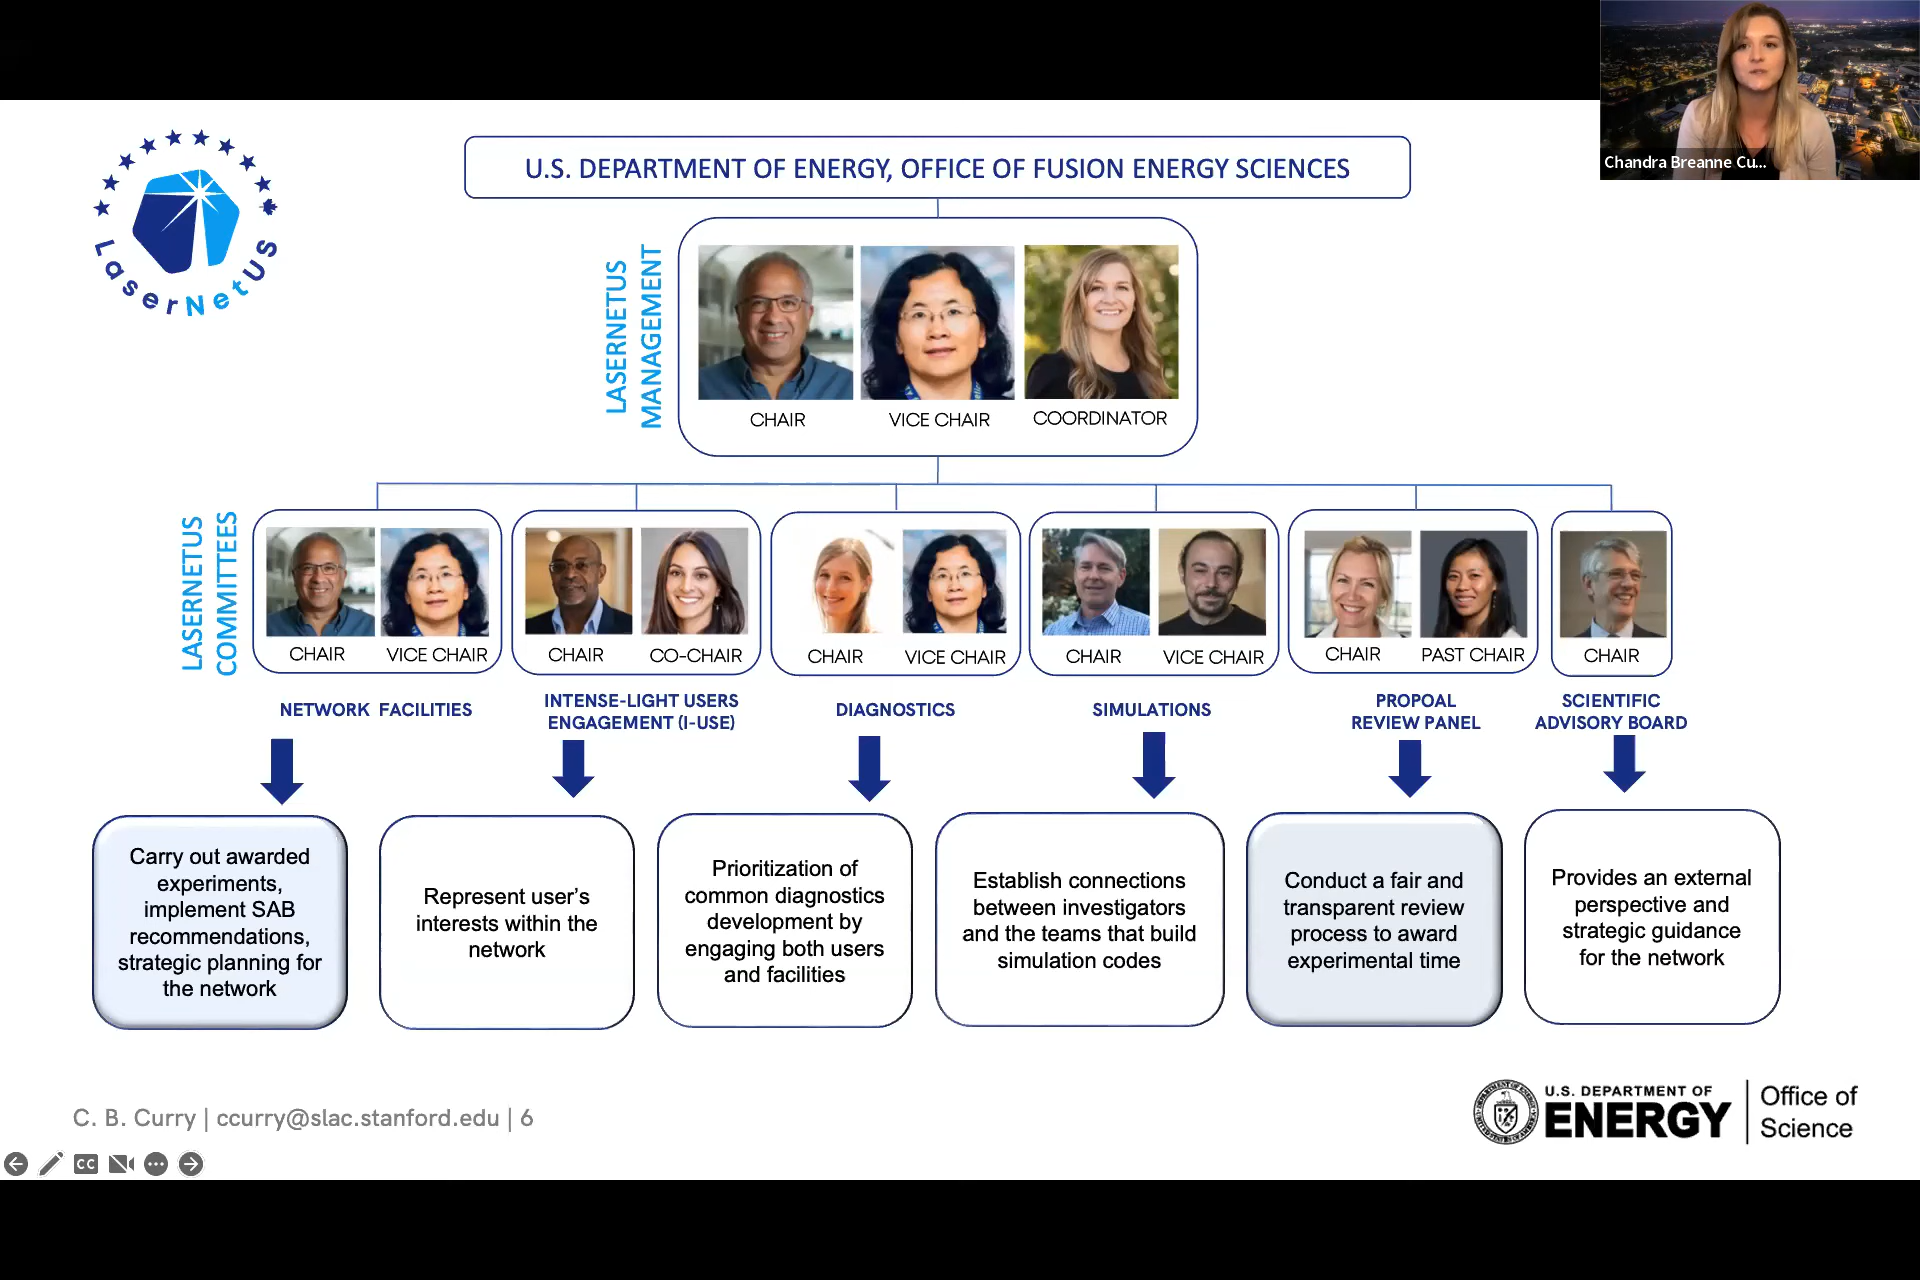 Chandra Breanne Cu...
LaserNetUS
U.S. DEPARTMENT OF ENERGY, OFFICE OF FUSION ENERGY SCIENCES
LASERNETUS
MANAGEMENT
CHAIR
VICE CHAIR
COORDINATOR
LASERNETUS
COMMITTEES
CHAIR
VICE CHAIR
CHAIR
CO-CHAIR
CHAIR
VICE CHAIR
CHAIR
VICE CHAIR
CHAIR
PAST CHAIR
CHAIR
NETWORK FACILITIES
INTENSE-LIGHT USERS
ENGAGEMENT (I-USE)
DIAGNOSTICS
SIMULATIONS
PROPOAL
REVIEW PANEL
SCIENTIFIC
ADVISORY BOARD
Carry out awarded
experiments,
implement SAB
recommendations,
strategic planning for
the network
Represent user’s
interests within the
network
Prioritization of
common diagnostics
development by
engaging both users
and facilities
Establish connections
between investigators
and the teams that build
simulation codes
Conduct a fair and
transparent review
process to award
experimental time
Provides an external
perspective and
strategic guidance
for the network
C. B. Curry | ccurry@slac.stanford.edu | 6
U.S. DEPARTMENT OF
ENERGY
Office of
Science
CC